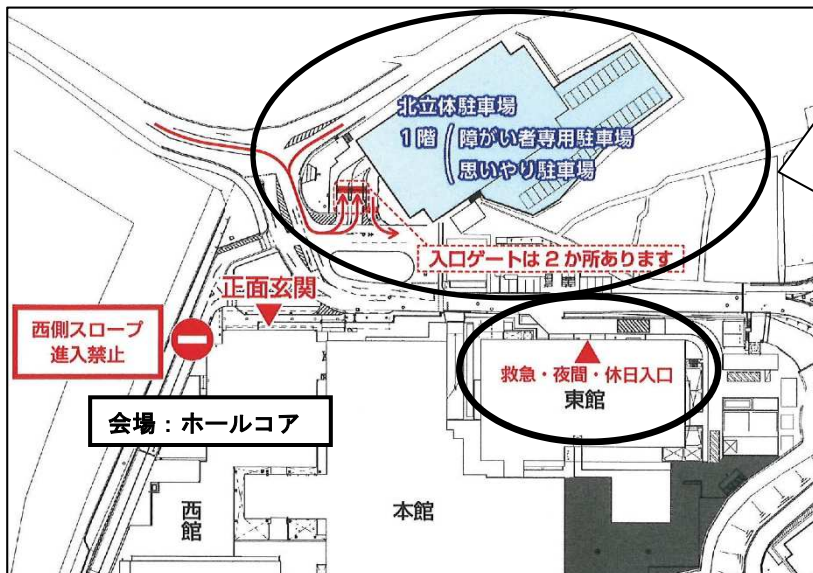 北立体駐車場
1階
障がい者専用駐車場
思いやり駐車場
入口ゲートは2か所あります
正面玄関
西側スロープ
進入禁止
救急・夜間・休日入口
東館
会場:ホールコア
西館
本館